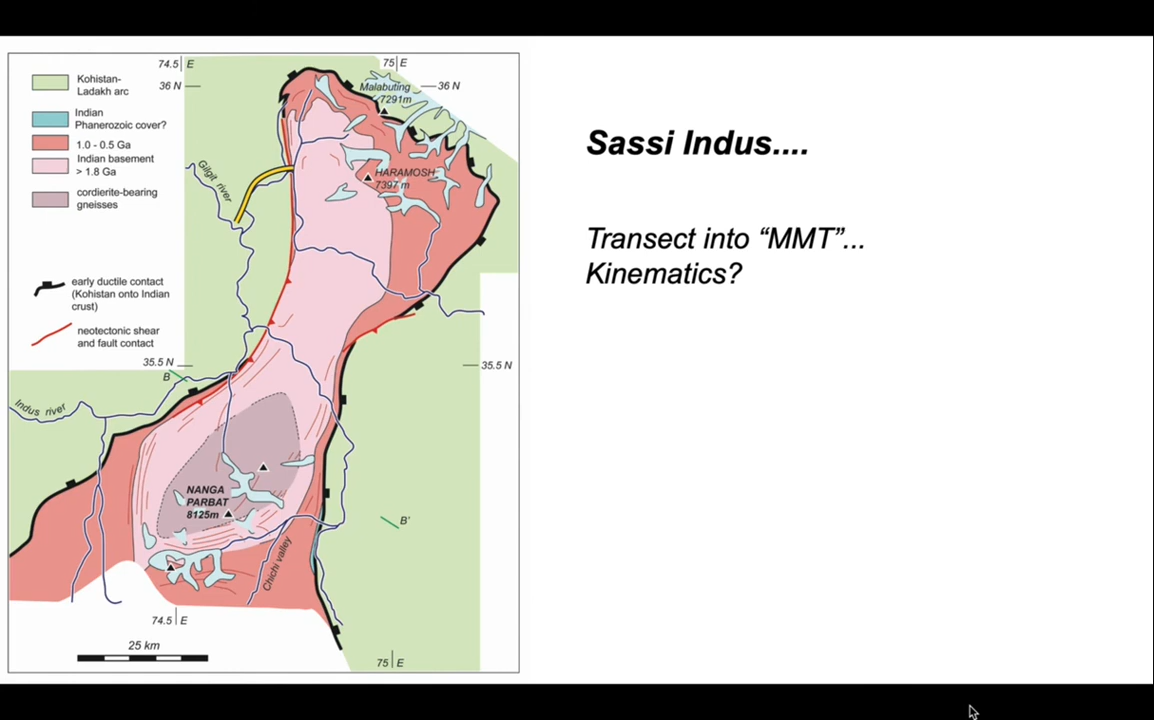 Sassi Indus....
Transect into “MMT”...
Kinematics?
74.5 E
75 E
36 N
36 N
Kohistan-
Ladakh arc
Indian
Phanerozoic cover?
1.0 - 0.5 Ga
Indian basement
> 1.8 Ga
cordierite-bearing
gneisses
Malabuting
7291m
HARAMOSH
7397 m
Gilgit river
early ductile contact
(Kohistan onto Indian
crust)
neotectonic shear
and fault contact
35.5 N
35.5 N
B
Indus river
NANGA
PARBAT
8125m
B'
Chichi valley
74.5 E
25 km
75 E